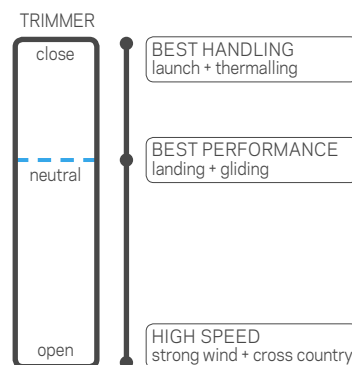 TRIMMER
close
BEST HANDLING
launch + thermalling
BEST PERFORMANCE
landing + gliding
neutral
HIGH SPEED
strong wind + cross country
open